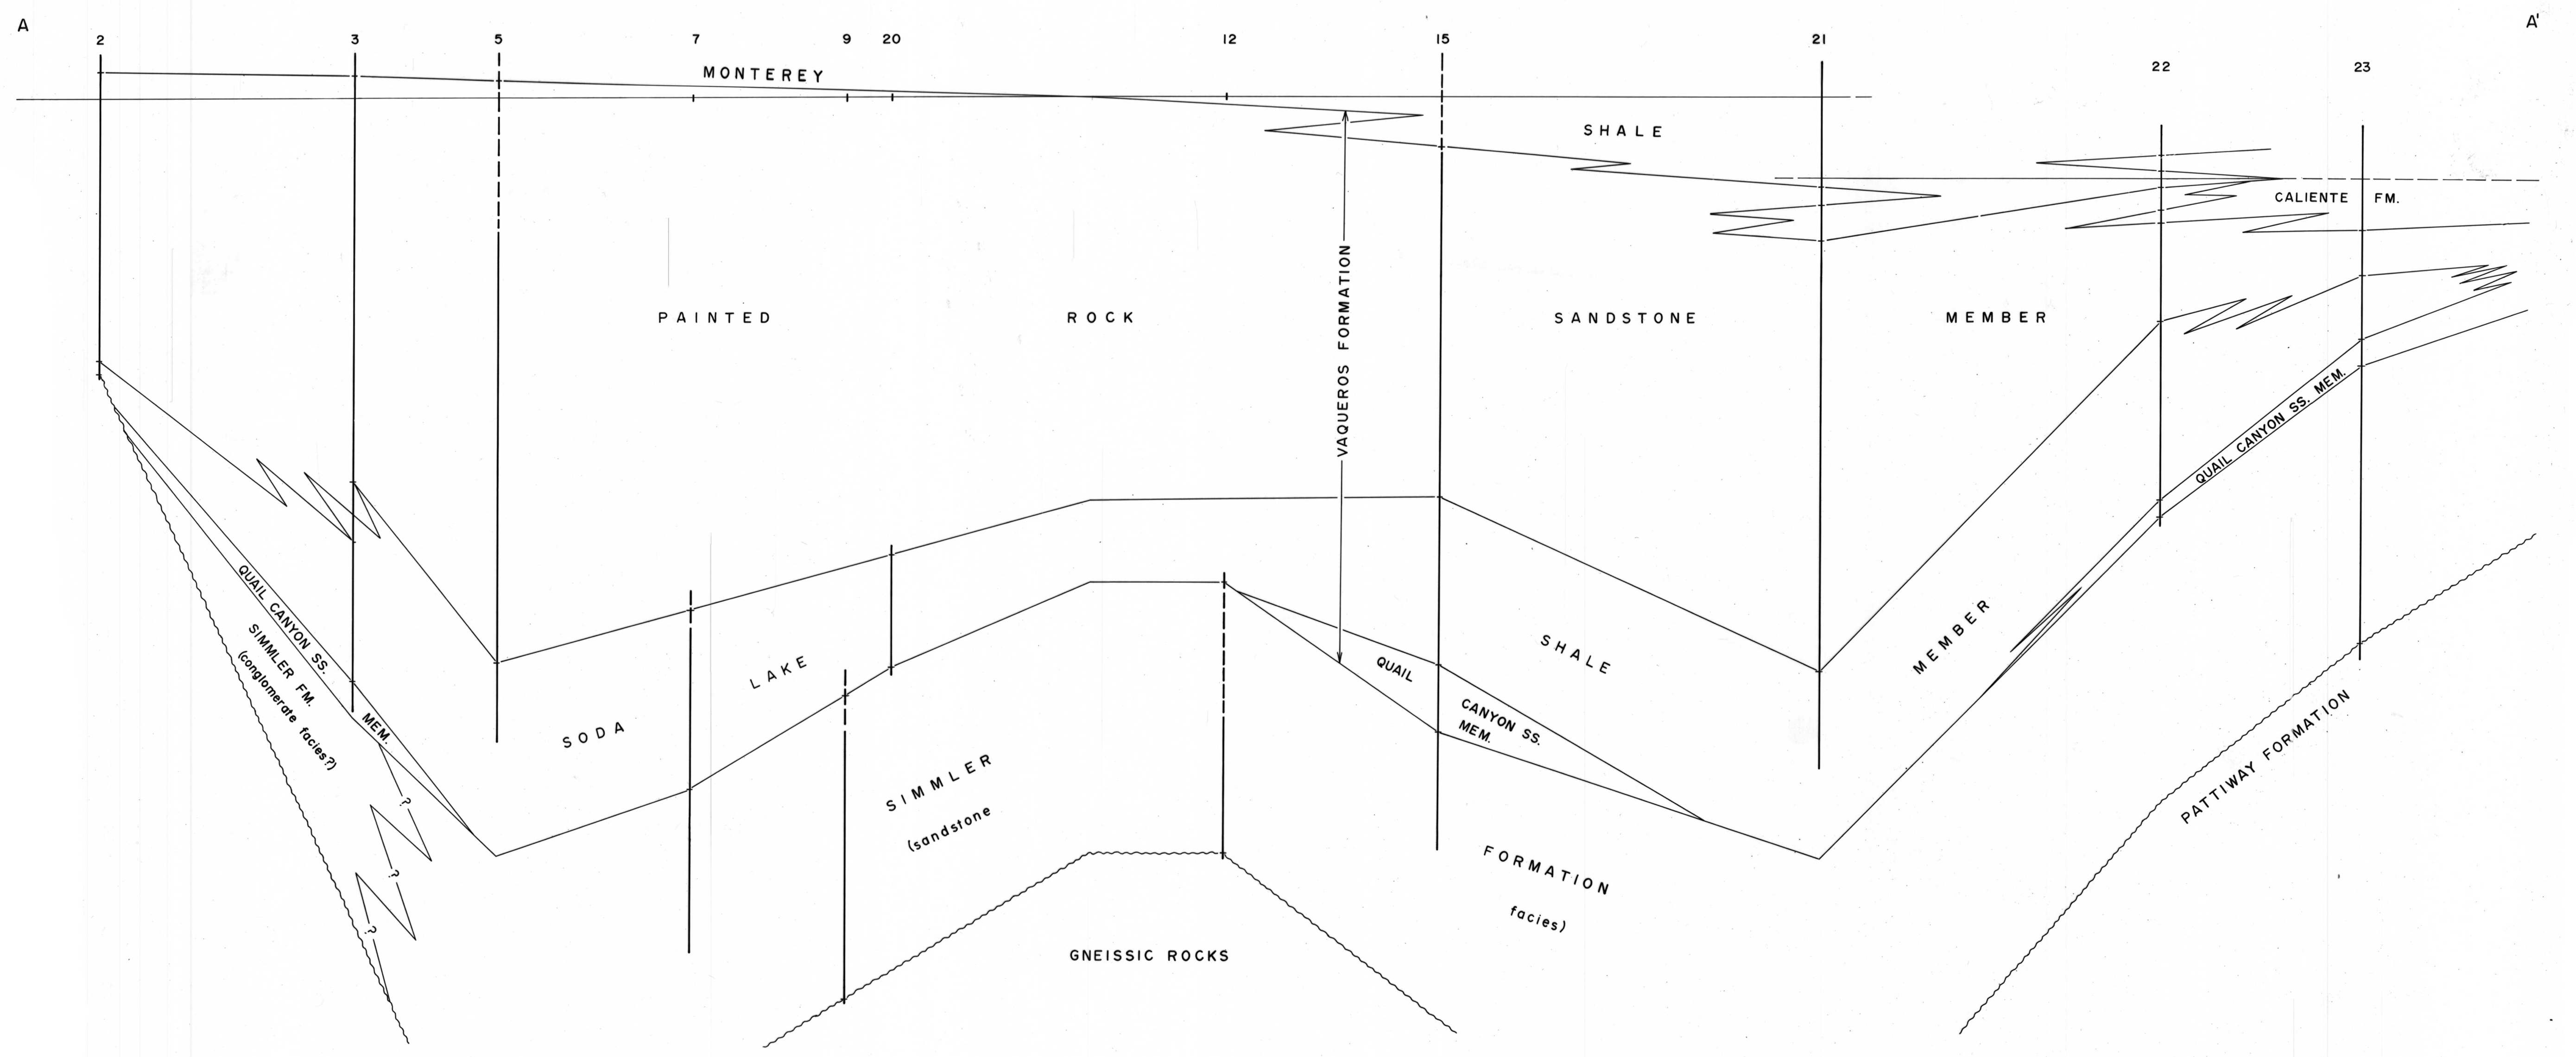 A
A'
2
3
5
7
9
20
12
15
21
22
23
MONTEREY
SHALE
CALIENTE FM.
PAINTED ROCK SANDSTONE MEMBER
VAQUEROS FORMATION
QUAIL CANYON SS. MEM.
SIMMLER FM.
(conglomerate facies?)
?
?
?
SODA LAKE SHALE MEMBER
QUAIL CANYON SS.
MEM.
QUAIL CANYON SS. MEM.
SIMMLER FORMATION
(sandstone facies)
GNEISSIC ROCKS
PATTIWAY FORMATION